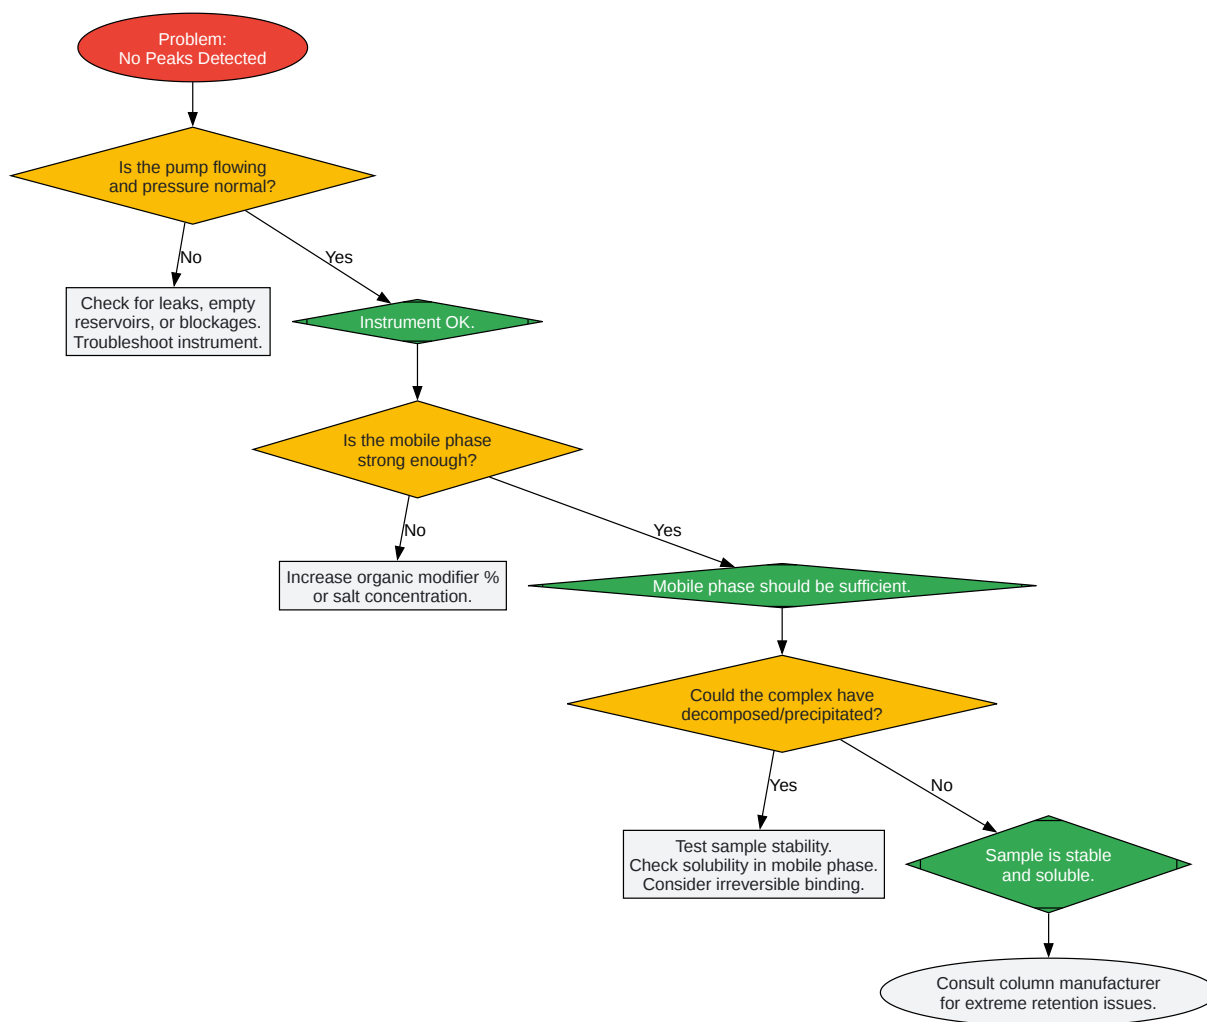 Problem:
No Peaks Detected
Is the pump flowing
and pressure normal?
No
Yes
Check for leaks, empty
reservoirs, or blockages.
Troubleshoot instrument.
Instrument OK.
Is the mobile phase
strong enough?
No
Yes
Increase organic modifier %
or salt concentration.
Mobile phase should be sufficient.
Could the complex have
decomposed/precipitated?
Yes
No
Test sample stability.
Check solubility in mobile phase.
Consider irreversible binding.
Sample is stable
and soluble.
Consult column manufacturer
for extreme retention issues.